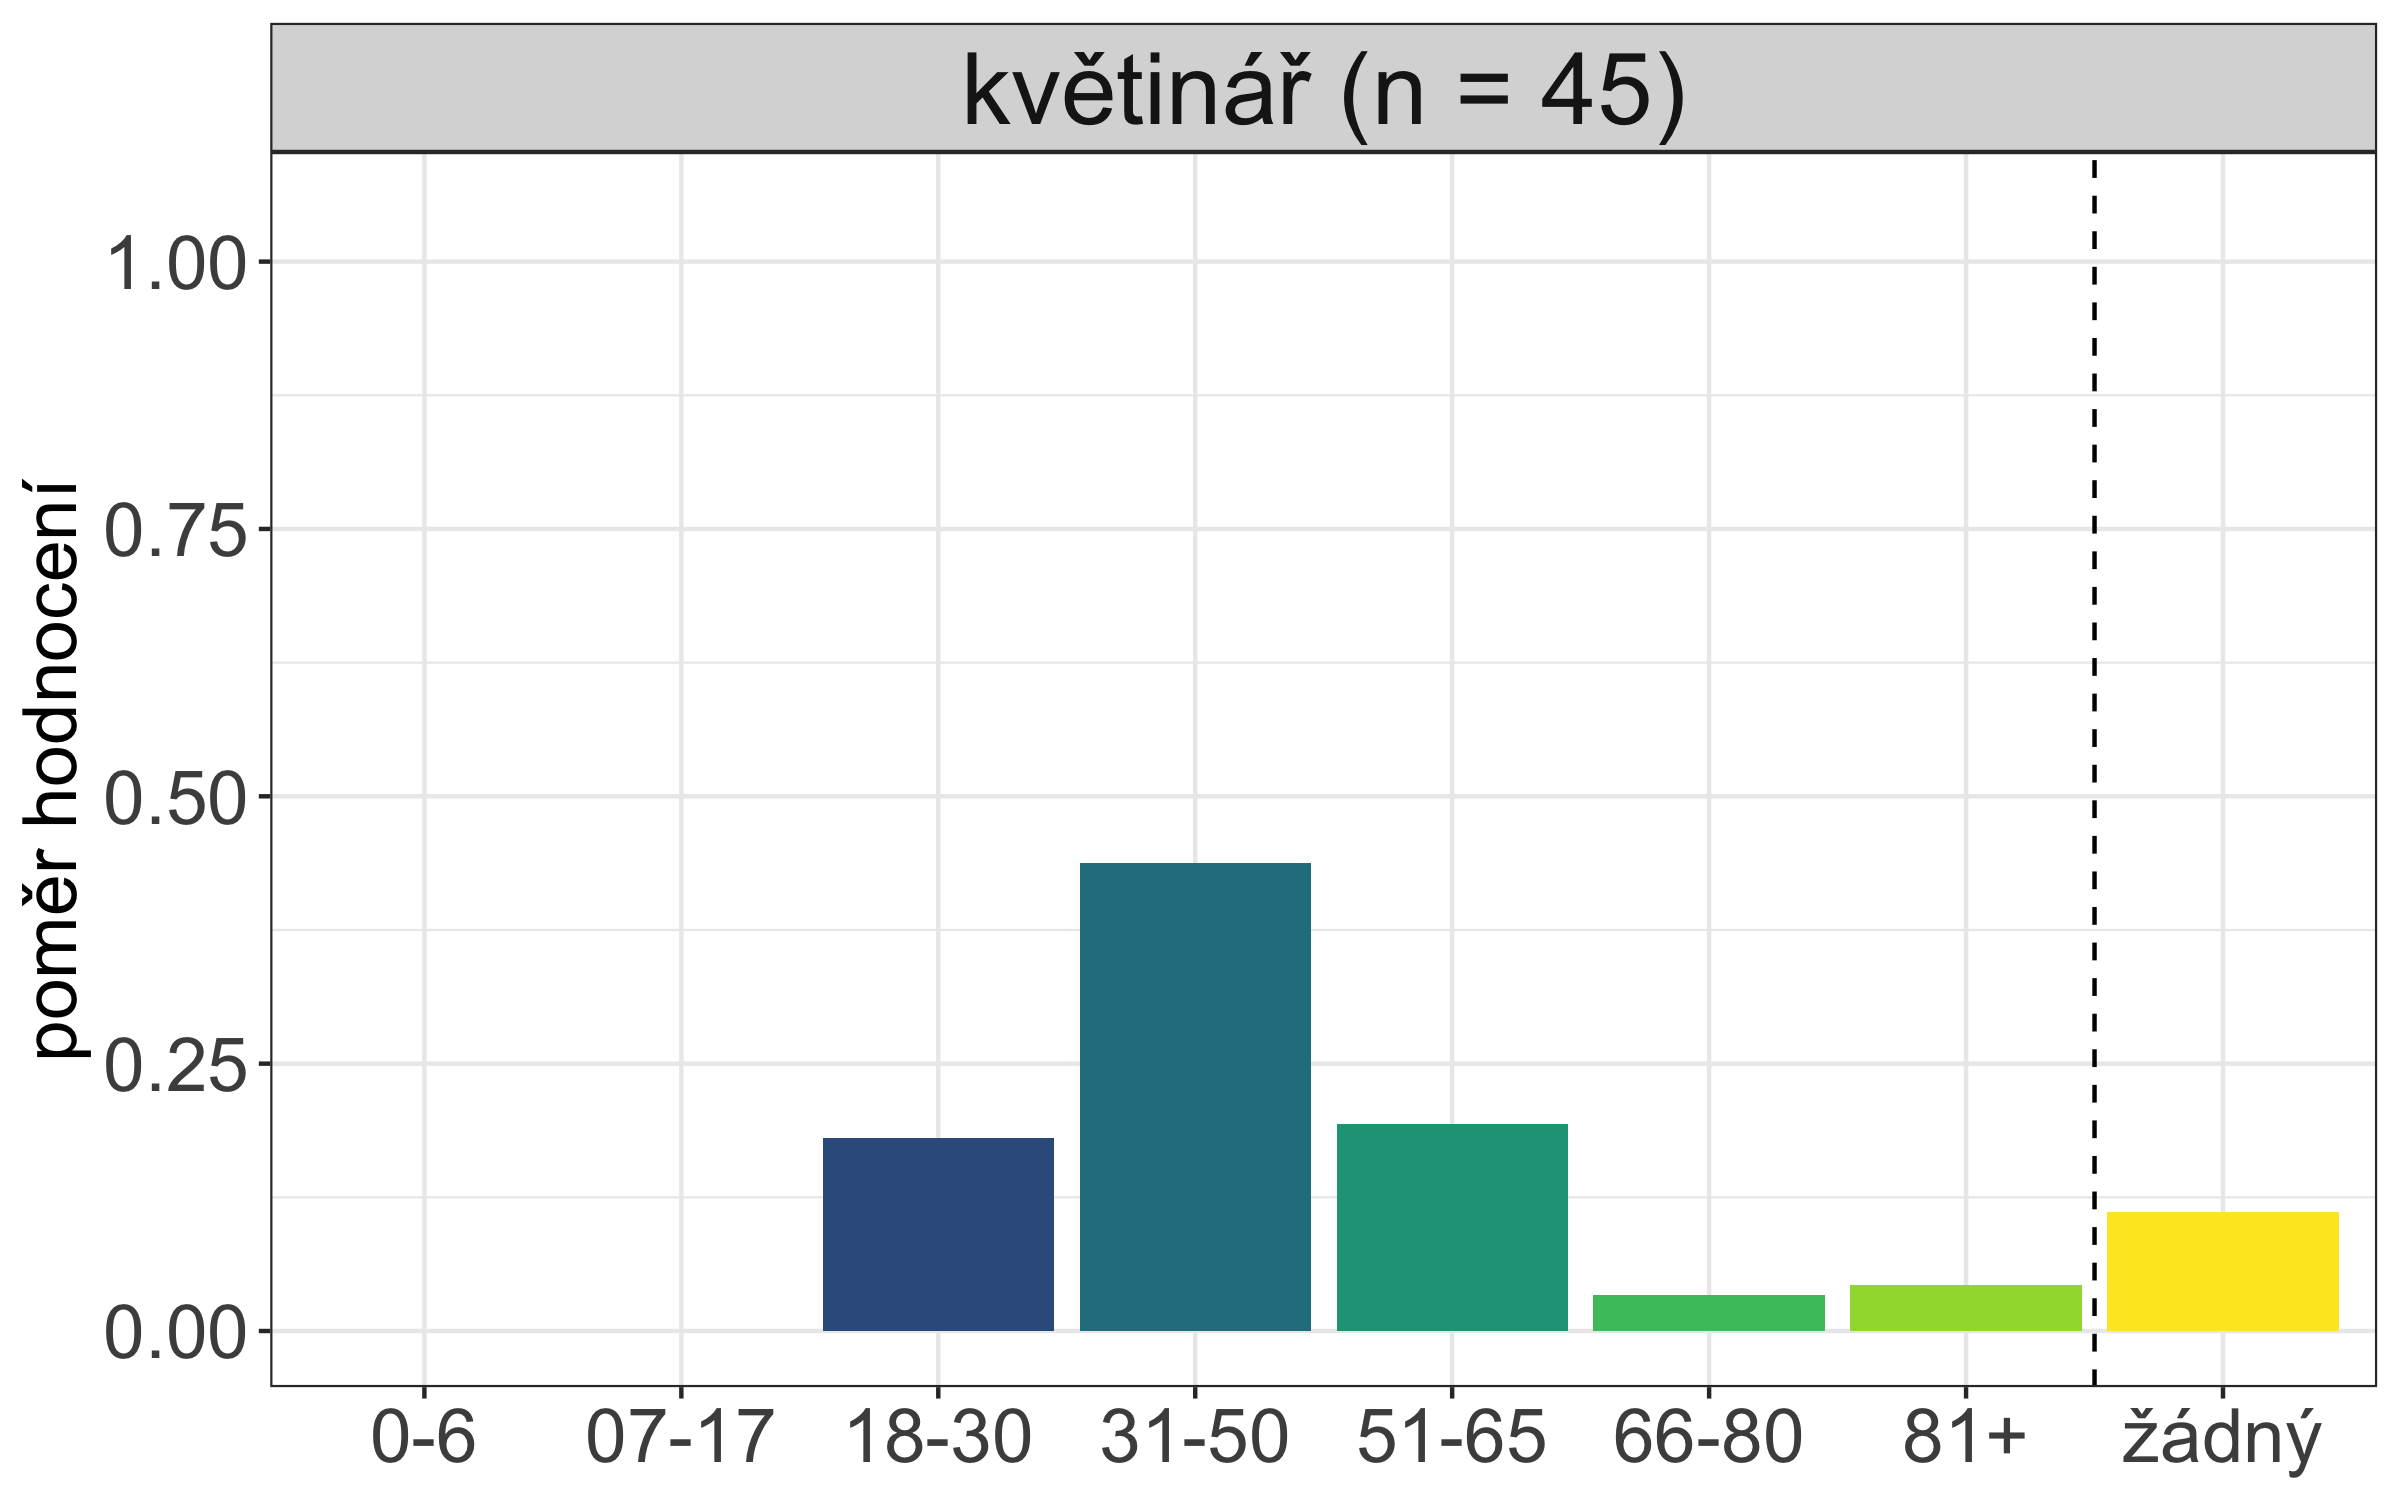 květinář (n = 45)
poměr hodnocení
1.00
0.75
0.50
0.25
0.00
0-6 07-17 18-30 31-50 51-65 66-80 81+ žádný